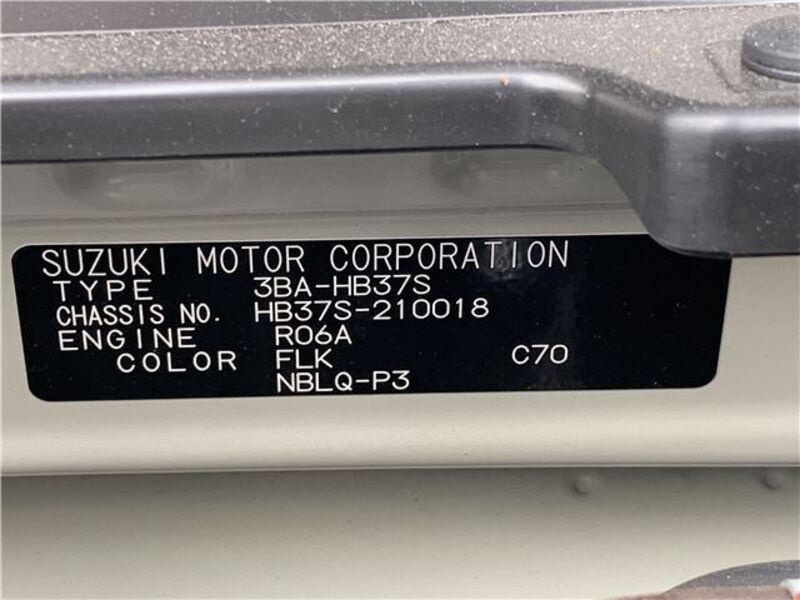 SUZUKI MOTOR CORPORATION
TYPE 3BA-HB37S
CHASSIS NO. HB37S-210018
ENGINE R06A
COLOR FLK C70
NBLQ-P3